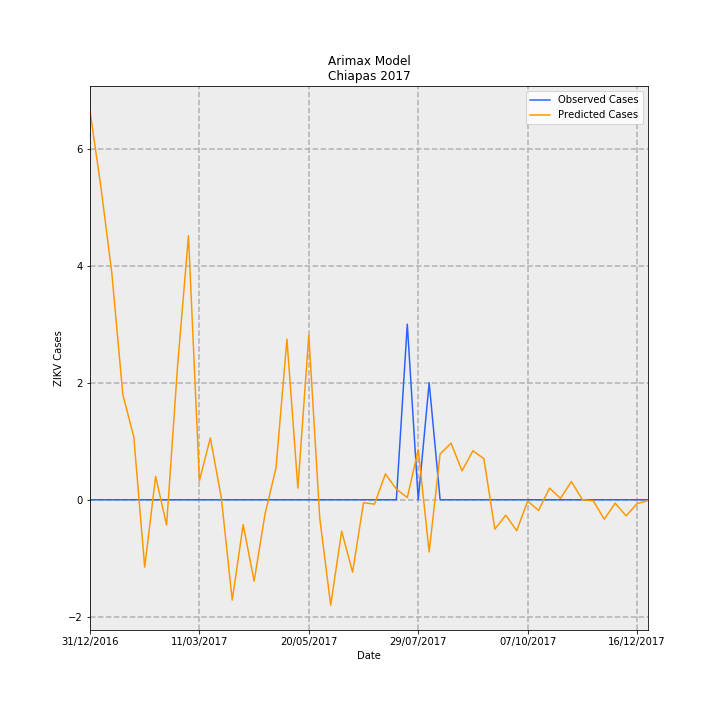 Arimax Model
Chiapas 2017
Observed Cases
Predicted Cases
ZIKV Cases
6
4
2
0
−2
31/12/2016
11/03/2017
20/05/2017
29/07/2017
07/10/2017
16/12/2017
Date